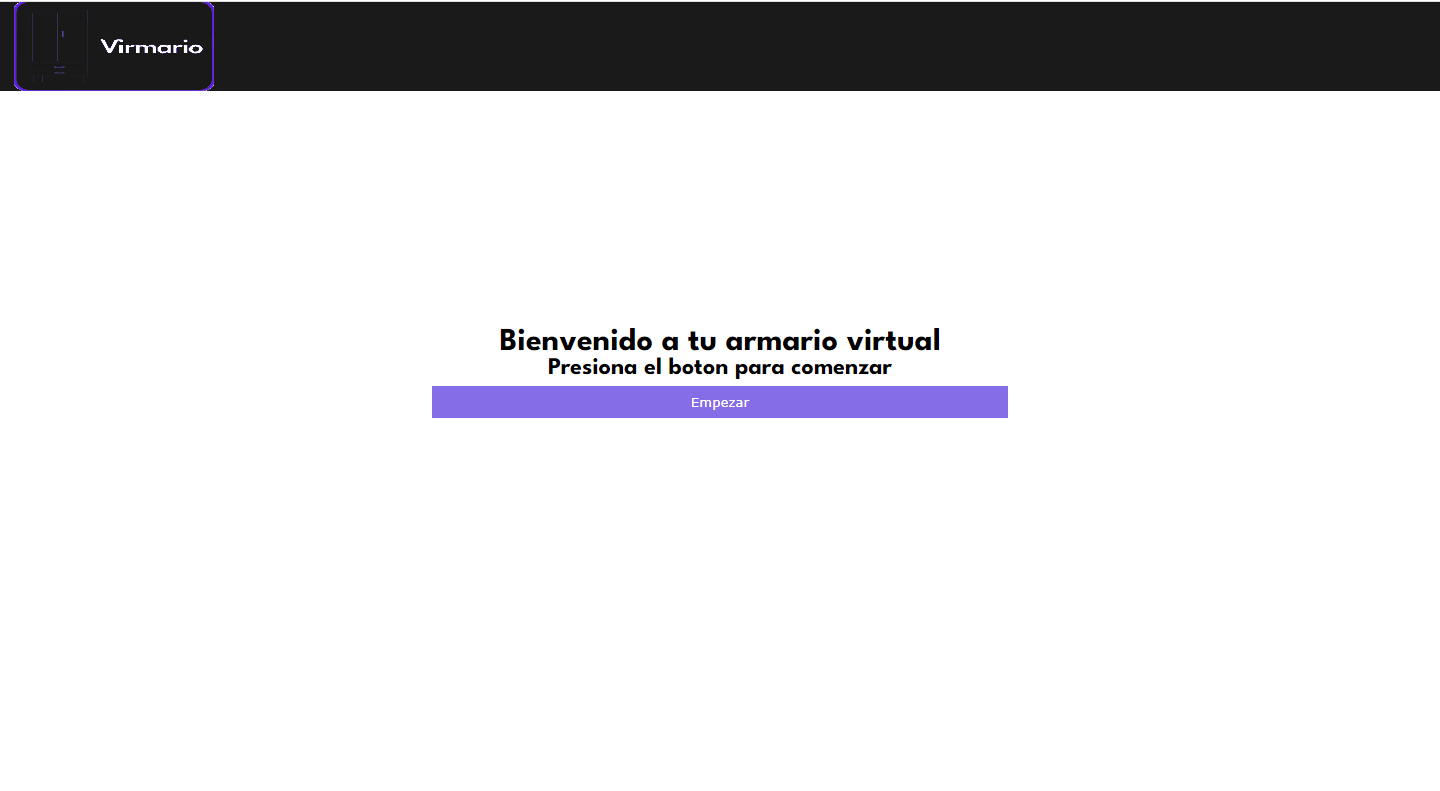 Virmario
Bienvenido a tu armario virtual
Presiona el boton para comenzar
Empezar